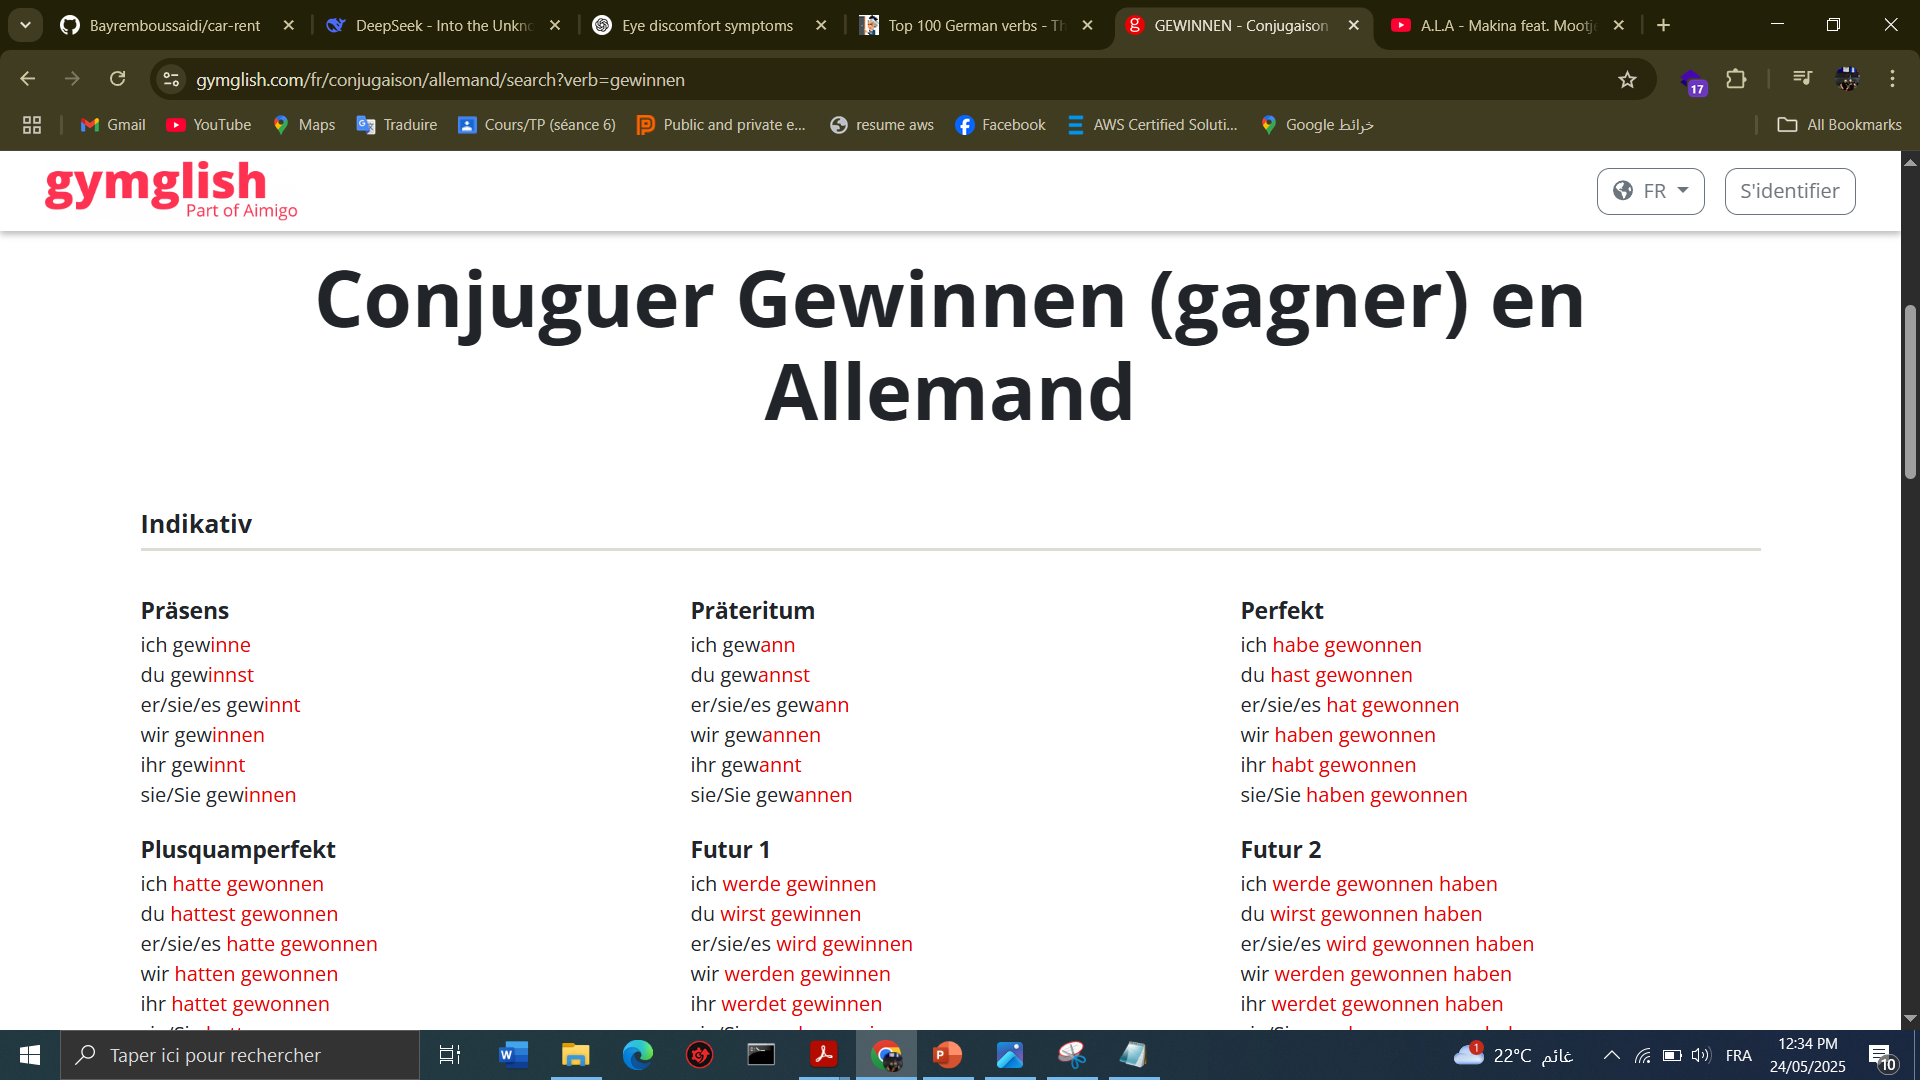 Bayremboussaidi/car-rent
DeepSeek - Into the Unkno
Eye discomfort symptoms
Top 100 German verbs - Th
GEWINNEN - Conjugaison
A.L.A - Makina feat. Mootje
gymglish.com/fr/conjugaison/allemand/search?verb=gewinnen
17
Gmail
YouTube
Maps
Traduire
Cours/TP (séance 6)
Public and private e...
resume aws
Facebook
AWS Certified Soluti...
خرائط Google
All Bookmarks
gymglish
Part of Aimigo
FR
S'identifier
Conjuguer Gewinnen (gagner) en
Allemand
Indikativ
Präsens
ich gewinne
du gewinnst
er/sie/es gewinnt
wir gewinnen
ihr gewinnt
sie/Sie gewinnen
Präteritum
ich gewann
du gewannst
er/sie/es gewann
wir gewannen
ihr gewannt
sie/Sie gewannen
Perfekt
ich habe gewonnen
du hast gewonnen
er/sie/es hat gewonnen
wir haben gewonnen
ihr habt gewonnen
sie/Sie haben gewonnen
Plusquamperfekt
ich hatte gewonnen
du hattest gewonnen
er/sie/es hatte gewonnen
wir hatten gewonnen
ihr hattet gewonnen
Futur 1
ich werde gewinnen
du wirst gewinnen
er/sie/es wird gewinnen
wir werden gewinnen
ihr werdet gewinnen
Futur 2
ich werde gewonnen haben
du wirst gewonnen haben
er/sie/es wird gewonnen haben
wir werden gewonnen haben
ihr werdet gewonnen haben
Taper ici pour rechercher
1
22°C غائم
FRA
12:34 PM
24/05/2025
10